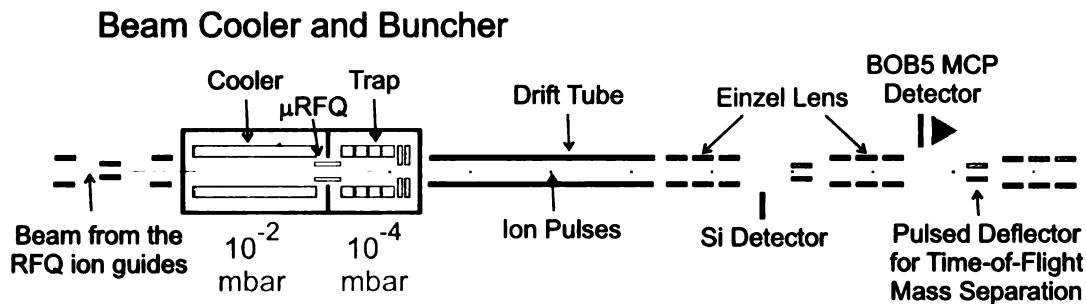 Beam Cooler and Buncher
Cooler
μRFQ
Trap
Drift Tube
Einzel Lens
BOB5 MCP
Detector
Beam from the
RFQ ion guides
10⁻²
mbar
10⁻⁴
mbar
Ion Pulses
Si Detector
Pulsed Deflector
for Time-of-Flight
Mass Separation